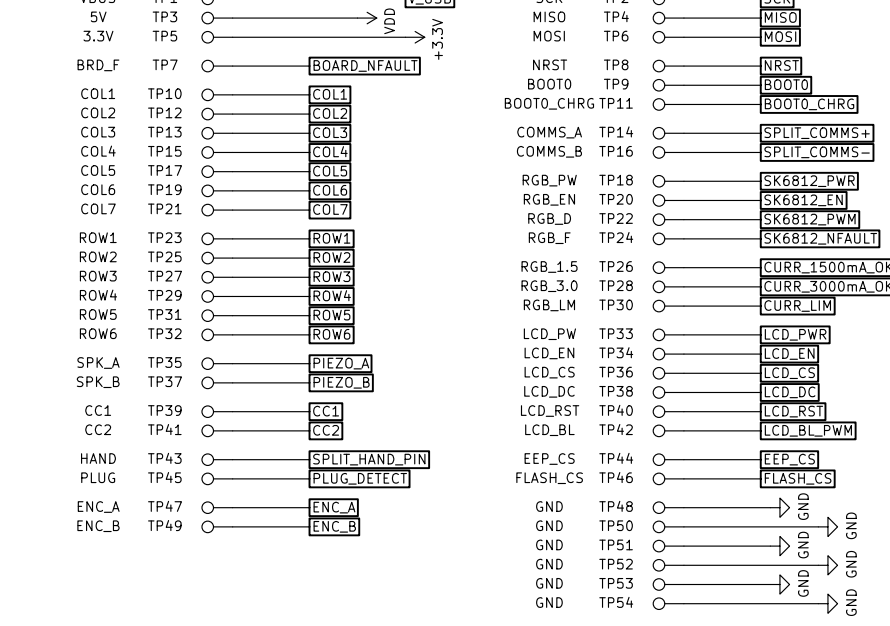 VBUS TP1 V_USB
5V TP3 VDD
3.3V TP5 +3.3V
BRD_F TP7 BOARD_NFAULT
COL1 TP10 COL1
COL2 TP12 COL2
COL3 TP13 COL3
COL4 TP15 COL4
COL5 TP17 COL5
COL6 TP19 COL6
COL7 TP21 COL7
ROW1 TP23 ROW1
ROW2 TP25 ROW2
ROW3 TP27 ROW3
ROW4 TP29 ROW4
ROW5 TP31 ROW5
ROW6 TP32 ROW6
SPK_A TP35 PIEZO_A
SPK_B TP37 PIEZO_B
CC1 TP39 CC1
CC2 TP41 CC2
HAND TP43 SPLIT_HAND_PIN
PLUG TP45 PLUG_DETECT
ENC_A TP47 ENC_A
ENC_B TP49 ENC_B
SCK TP2 SCK
MISO TP4 MISO
MOSI TP6 MOSI
NRST TP8 NRST
BOOT0 TP9 BOOT0
BOOT0_CHRG TP11 BOOT0_CHRG
COMMS_A TP14 SPLIT_COMMS+
COMMS_B TP16 SPLIT_COMMS-
RGB_PW TP18 SK6812_PWR
RGB_EN TP20 SK6812_EN
RGB_D TP22 SK6812_PWM
RGB_F TP24 SK6812_NFAULT
RGB_1.5 TP26 CURR_1500mA_OK
RGB_3.0 TP28 CURR_3000mA_OK
RGB_LM TP30 CURR_LIM
LCD_PW TP33 LCD_PWR
LCD_EN TP34 LCD_EN
LCD_CS TP36 LCD_CS
LCD_DC TP38 LCD_DC
LCD_RST TP40 LCD_RST
LCD_BL TP42 LCD_BL_PWM
EEP_CS TP44 EEP_CS
FLASH_CS TP46 FLASH_CS
GND TP48 GND
GND TP50 GND
GND TP51 GND
GND TP52 GND
GND TP53 GND
GND TP54 GND